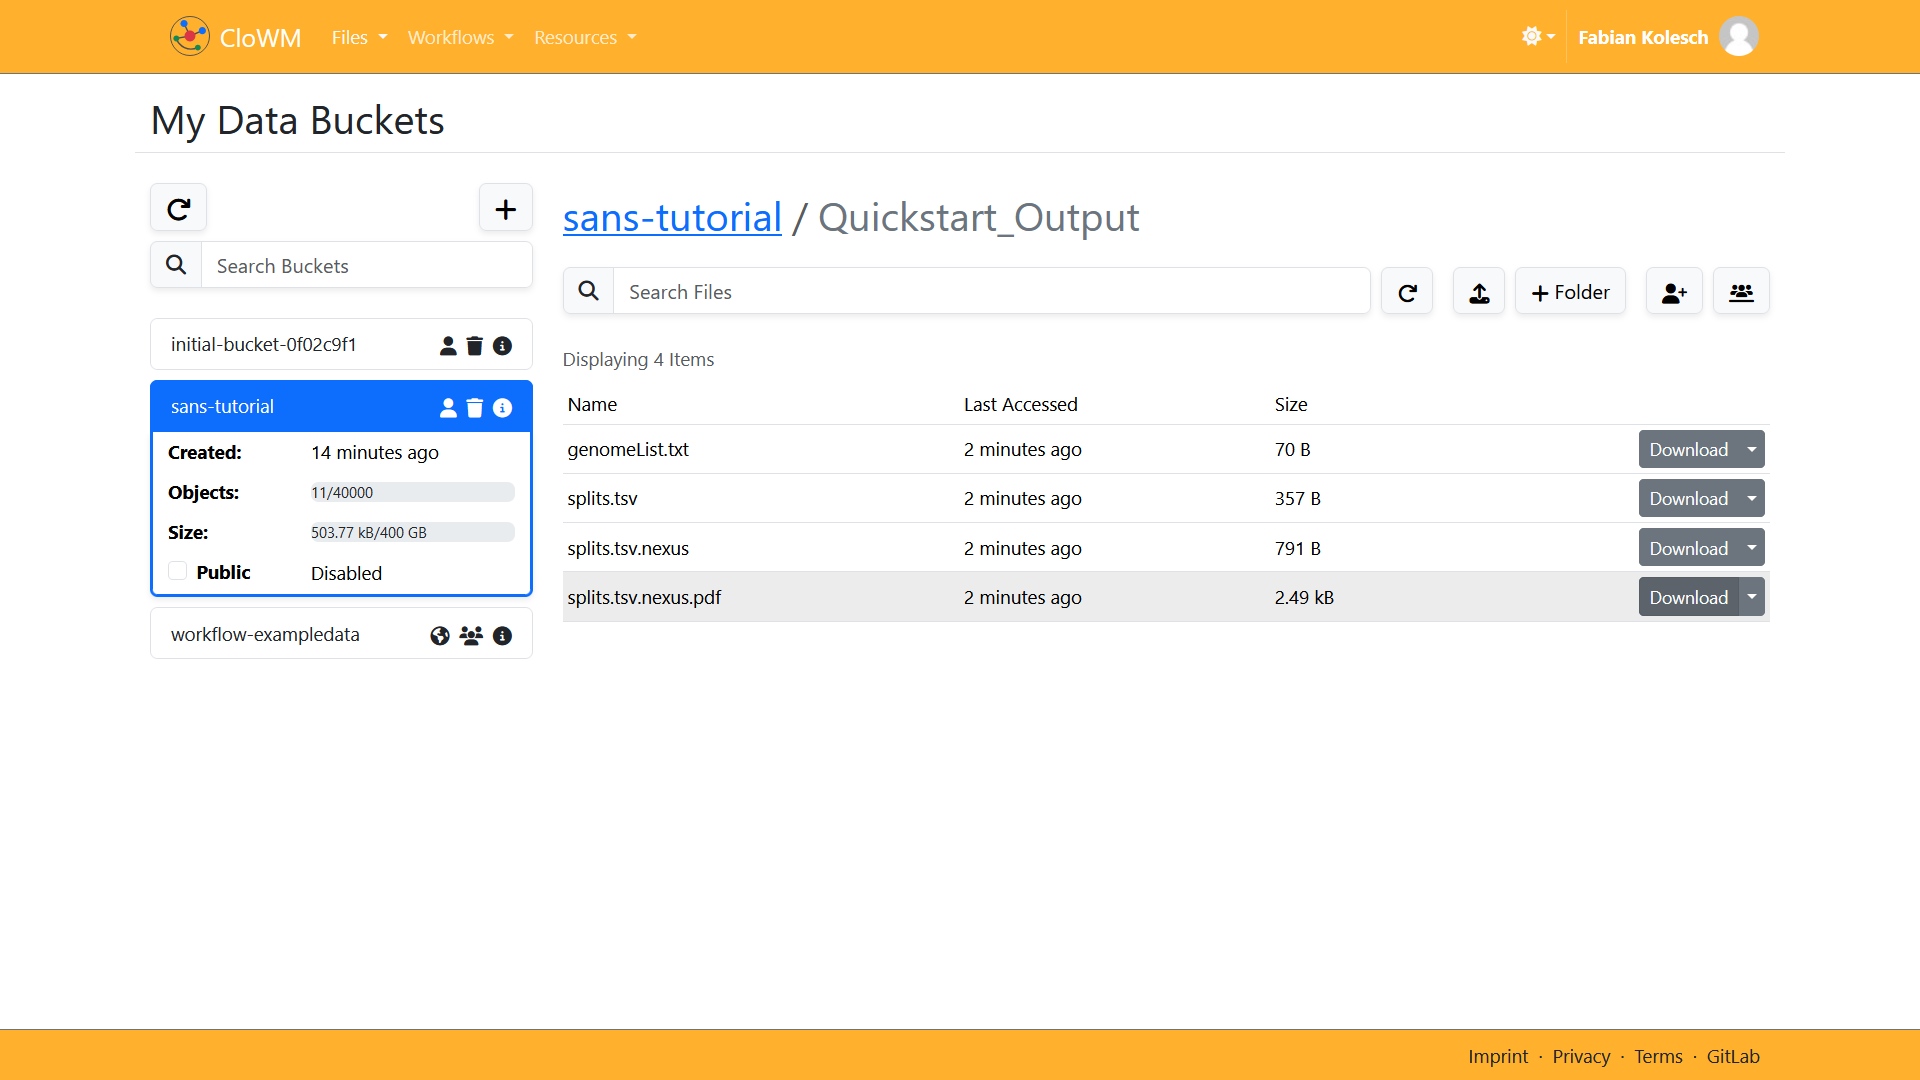 CloWM Files Workflows Resources Fabian Kolesch
My Data Buckets
Search Buckets
initial-bucket-0f02c9f1
sans-tutorial
Created: 14 minutes ago
Objects: 11/40000
Size: 503.77 kB/400 GB
Public Disabled
workflow-exampledata
sans-tutorial / Quickstart_Output
Search Files
+ Folder
Displaying 4 Items
Name Last Accessed Size
genomeList.txt 2 minutes ago 70 B Download
splits.tsv 2 minutes ago 357 B Download
splits.tsv.nexus 2 minutes ago 791 B Download
splits.tsv.nexus.pdf 2 minutes ago 2.49 kB Download
Imprint · Privacy · Terms · GitLab